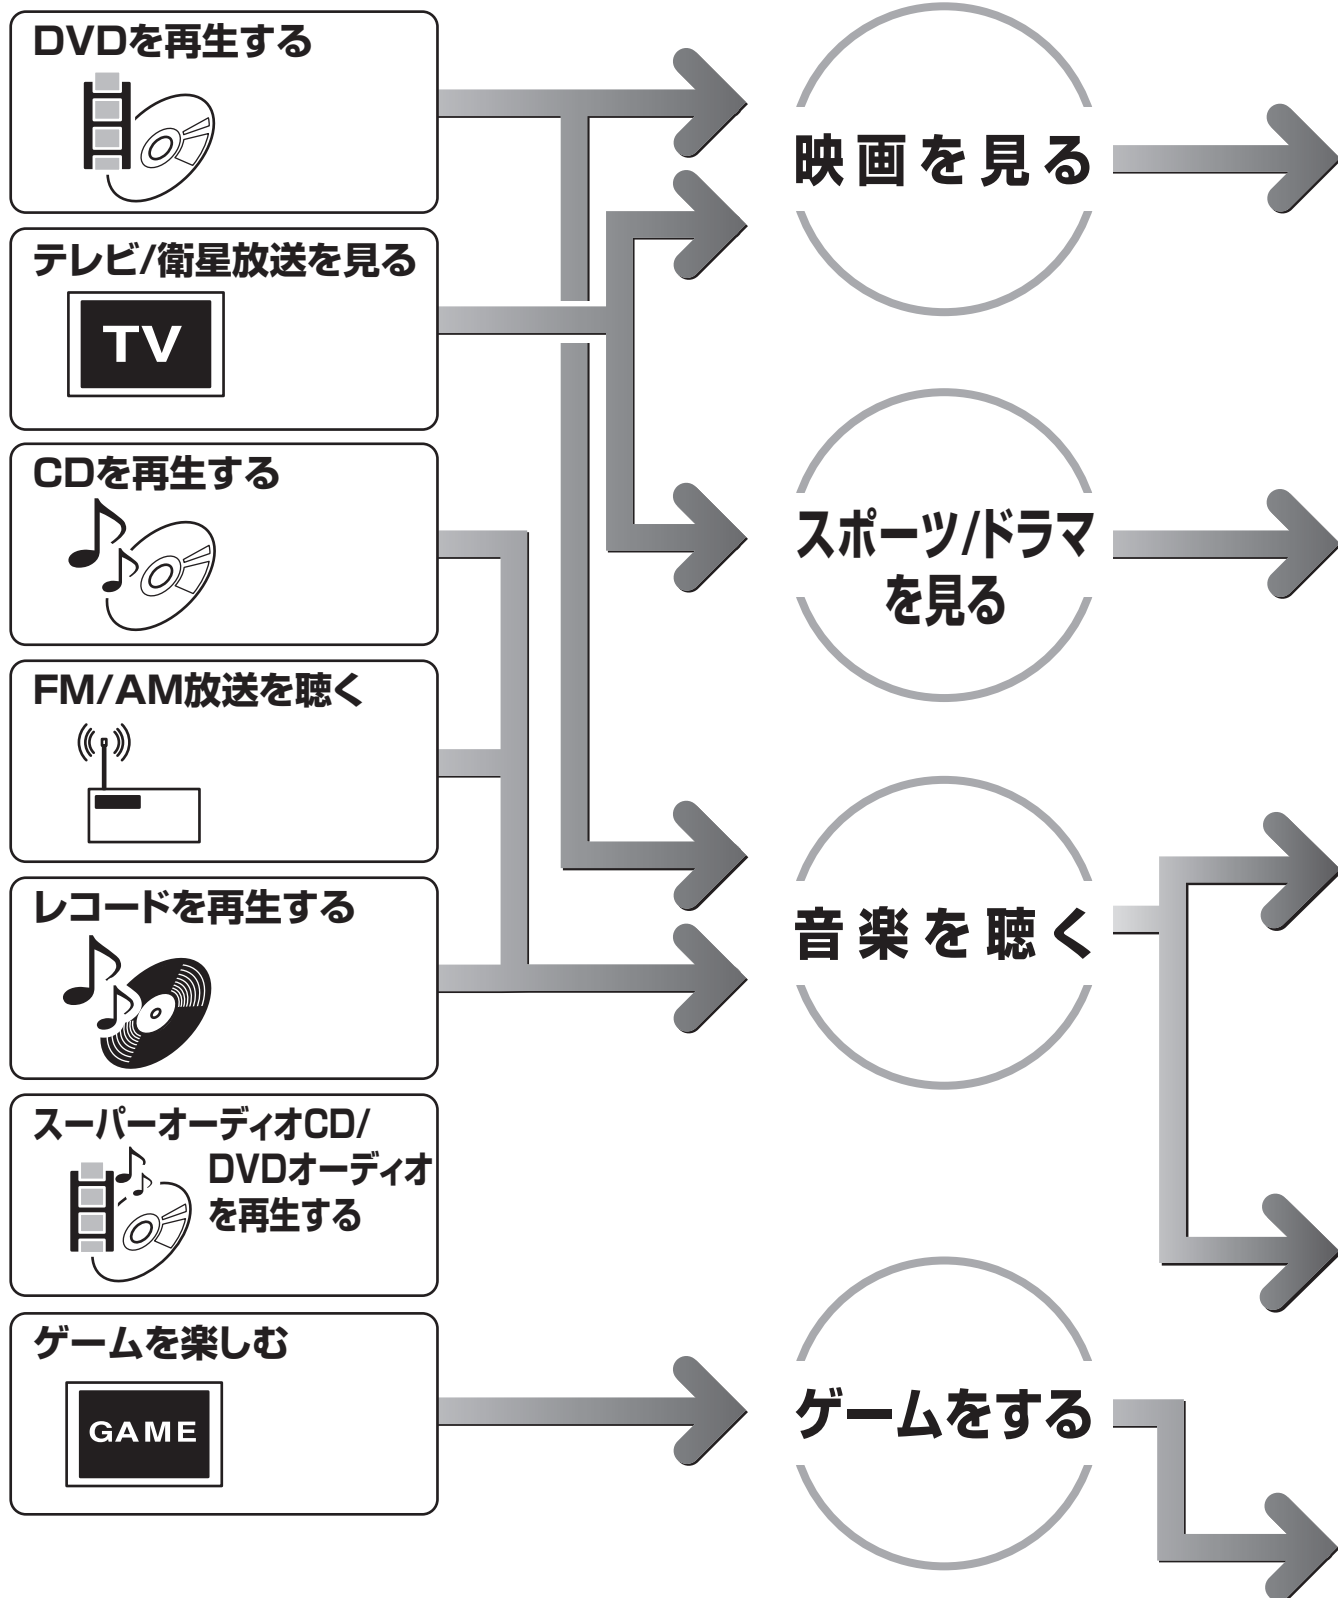 DVDを再生する
テレビ/衛星放送を見る
TV
CDを再生する
FM/AM放送を聴く
レコードを再生する
スーパーオーディオCD/
DVDオーディオ
を再生する
ゲームを楽しむ
GAME
映画を見る
スポーツ/ドラマ
を見る
音楽を聴く
ゲームをする